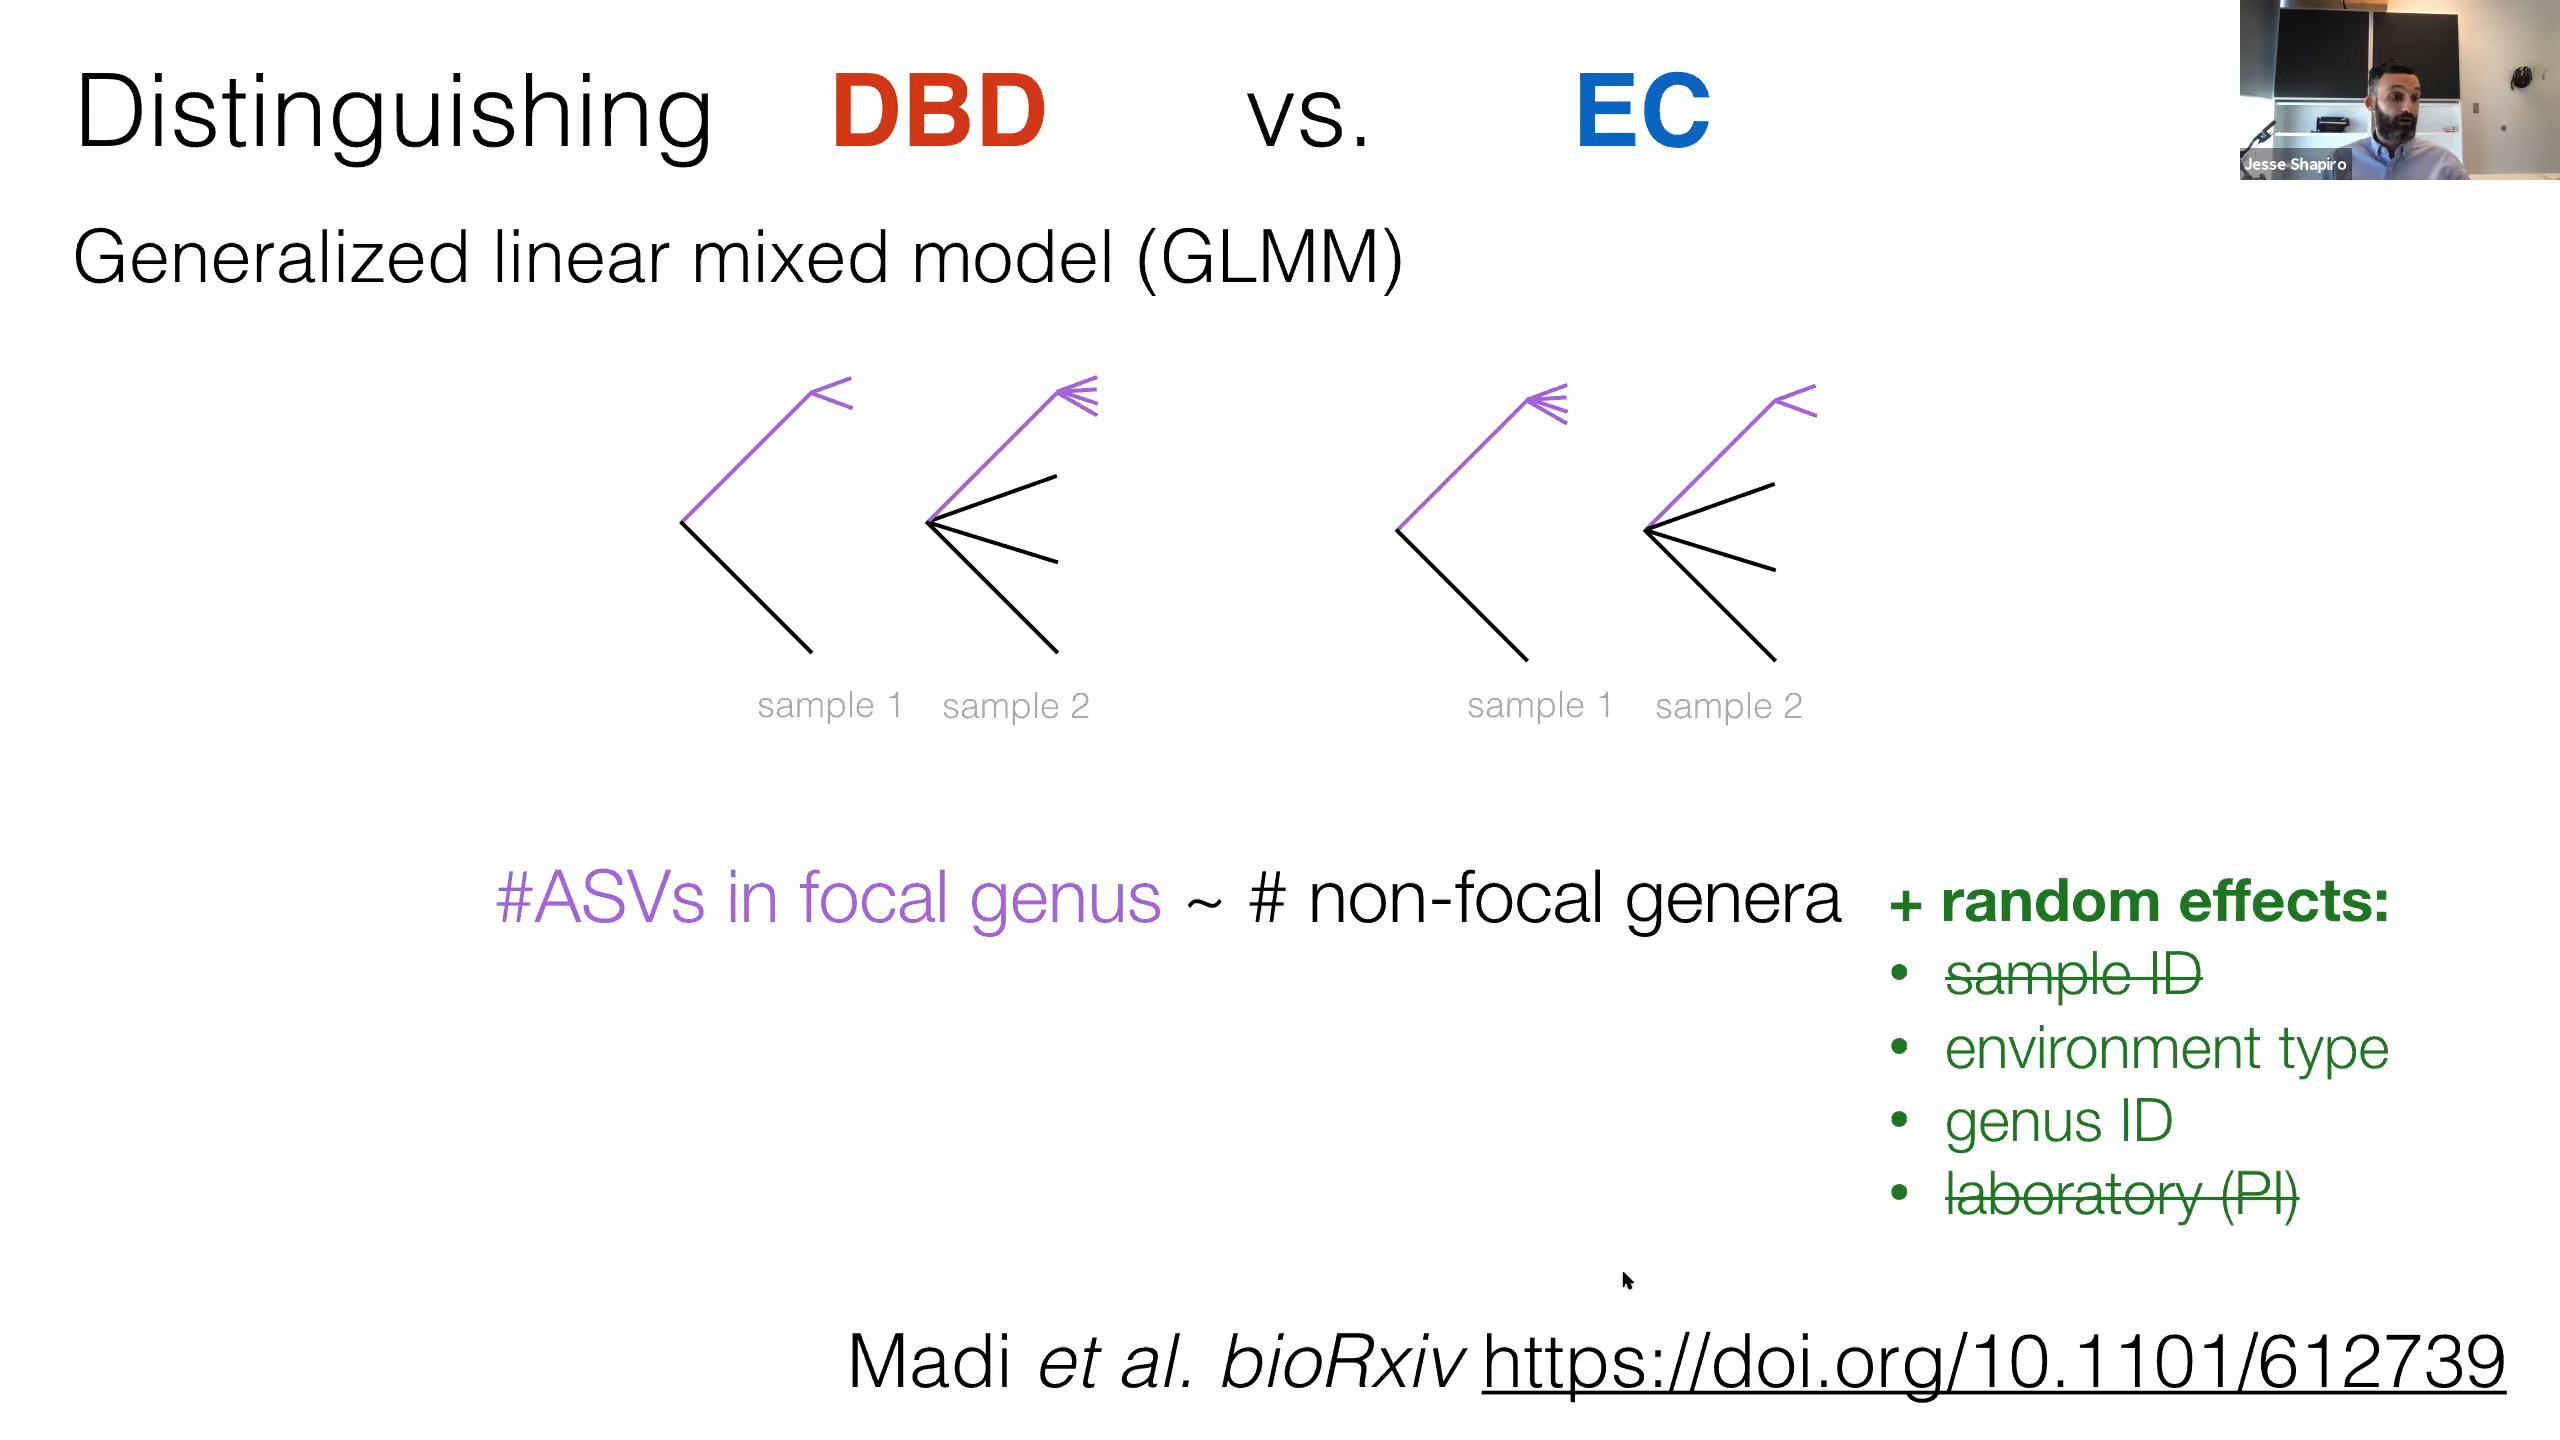 Distinguishing DBD vs. EC
Jesse Shapiro
Generalized linear mixed model (GLMM)
sample 1 sample 2 sample 1 sample 2
#ASVs in focal genus ~ # non-focal genera + random effects:
• sample ID
• environment type
• genus ID
• laboratory (PI)
Madi et al. bioRxiv https://doi.org/10.1101/612739